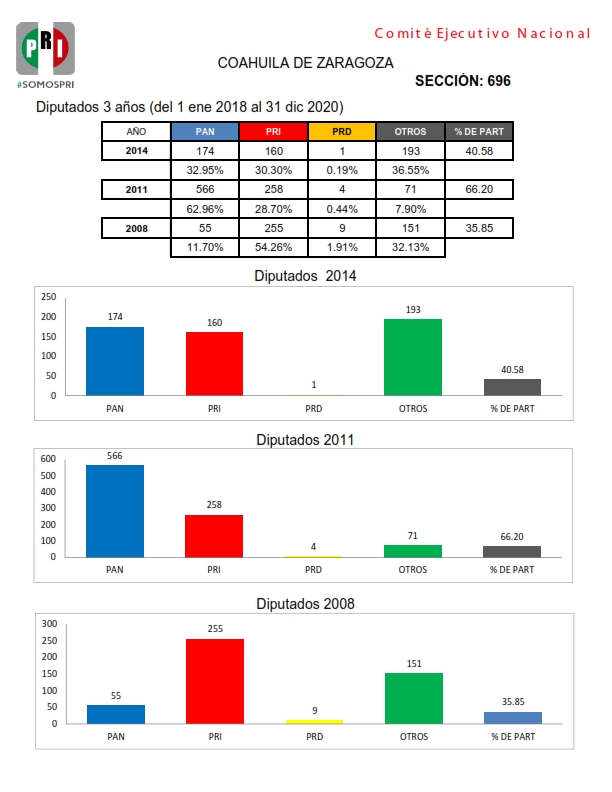 PRI
Comité Ejecutivo Nacional
#SOMOSPRI
COAHUILA DE ZARAGOZA
SECCIÓN: 696
Diputados 3 años (del 1 ene 2018 al 31 dic 2020)
AÑO PAN PRI PRD OTROS % DE PART
2014 174 160 1 193 40.58
32.95% 30.30% 0.19% 36.55%
2011 566 258 4 71 66.20
62.96% 28.70% 0.44% 7.90%
2008 55 255 9 151 35.85
11.70% 54.26% 1.91% 32.13%
Diputados 2014
250
200
150
100
50
0
174 160 1 193 40.58
PAN PRI PRD OTROS % DE PART
Diputados 2011
600
500
400
300
200
100
0
566 258 4 71 66.20
PAN PRI PRD OTROS % DE PART
Diputados 2008
300
250
200
150
100
50
0
55 255 9 151 35.85
PAN PRI PRD OTROS % DE PART